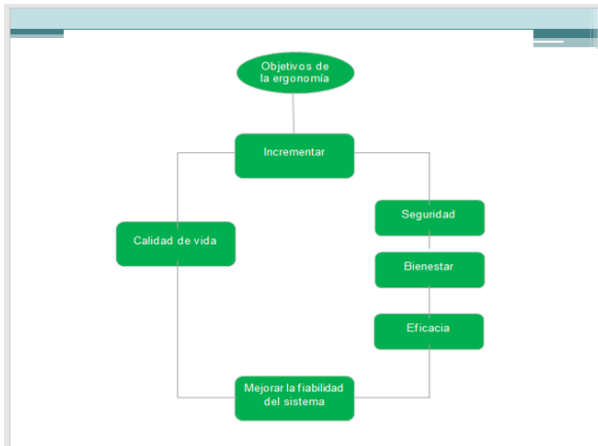 Objetivos de
la ergonomía
Incrementar
Calidad de vida
Seguridad
Bienestar
Eficacia
Mejorar la fiabilidad
del sistema